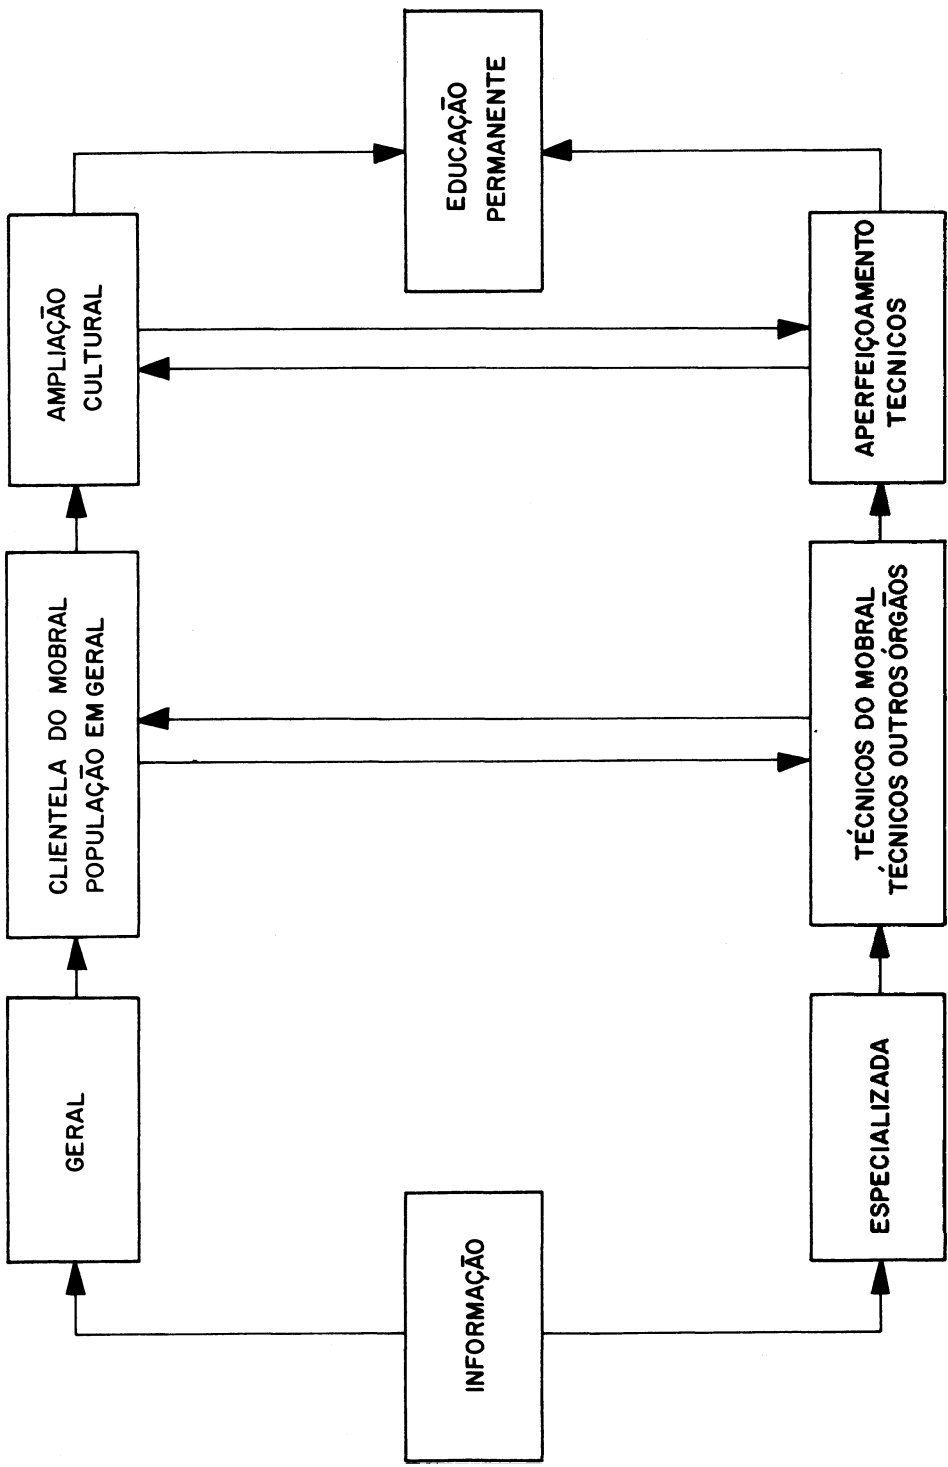 INFORMAÇÃO
GERAL
CLIENTELA DO MOBRAL
POPULAÇÃO EM GERAL
AMPLIAÇÃO
CULTURAL
ESPECIALIZADA
TÉCNICOS DO MOBRAL
TÉCNICOS OUTROS ÓRGÃOS
APERFEIÇOAMENTO
TECNICOS
EDUCAÇÃO
PERMANENTE